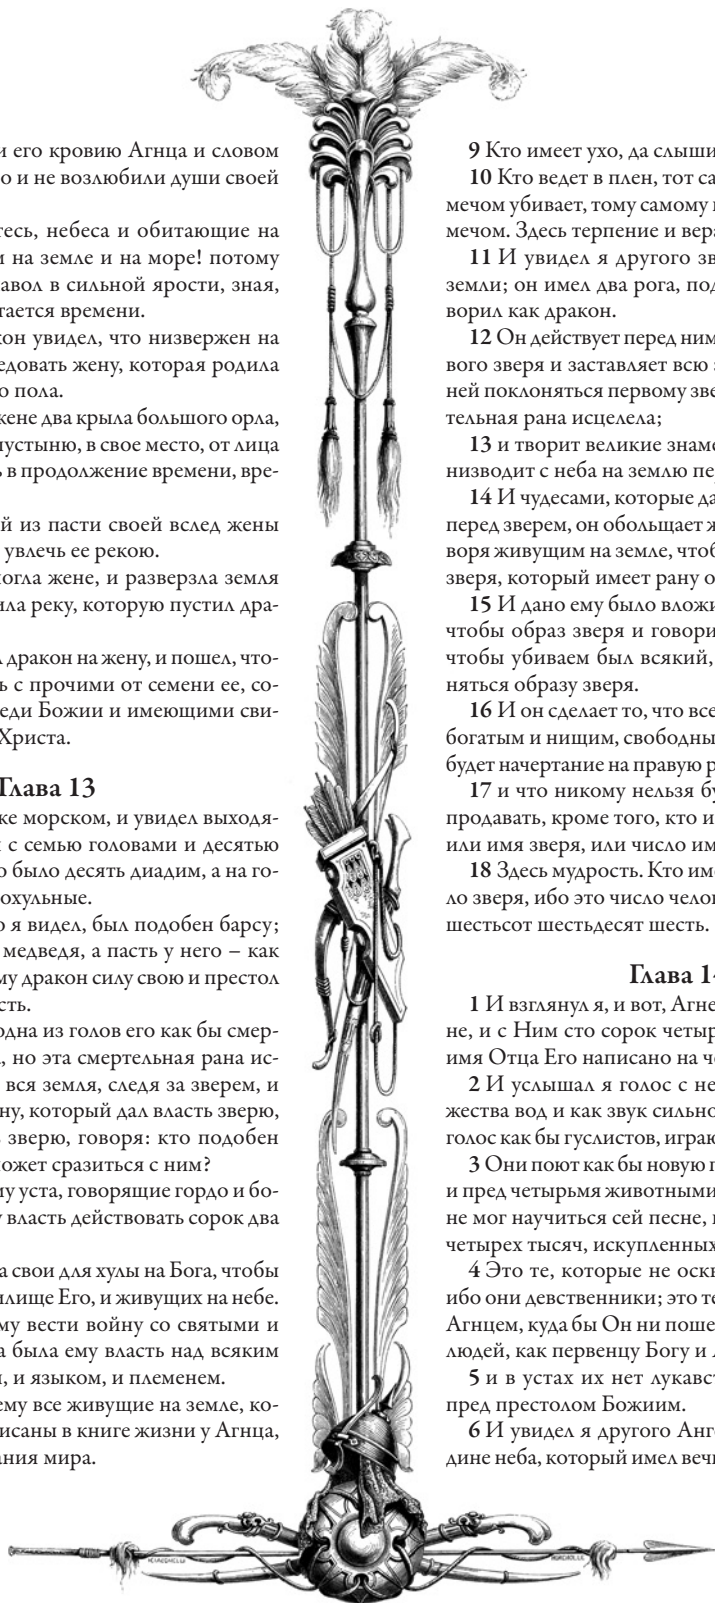 и его кровию Агнца и словом
о и не возлюбили души своей
тесь, небеса и обитающие на
и на земле и на море! потому
авол в сильной ярости, зная,
тается времени.
кон увидел, что низвержен на
едовать жену, которая родила
о пола.
жене два крыла большого орла,
пустыню, в свое место, от лица
ь в продолжение времени, вре-
й из пасти своей вслед жены
увлечь ее рекою.
могла жене, и разверзла земля
ила реку, которую пустил дра-
л дракон на жену, и пошел, что-
ь с прочими от семени ее, со-
еди Божии и имеющими сви-
Христа.
Глава 13
ке морском, и увидел выходя-
с семью головами и десятью
о было десять диадим, а на го-
охульные.
о я видел, был подобен барсу;
медведя, а пасть у него – как
му дракон силу свою и престол
сть.
одна из голов его как бы смер-
, но эта смертельная рана ис-
вся земля, следя за зверем, и
ну, который дал власть зверю,
зверю, говоря: кто подобен
может сразиться с ним?
му уста, говорящие гордо и бо-
у власть действовать сорок два
а свои для хулы на Бога, чтобы
илище Его, и живущих на небе.
му вести войну со святыми и
а была ему власть над всяким
м, и языком, и племенем.
ему все живущие на земле, ко-
исаны в книге жизни у Агнца,
ания мира.
9 Кто имеет ухо, да слыши
10 Кто ведет в плен, тот са
мечом убивает, тому самому
мечом. Здесь терпение и вера
11 И увидел я другого зв
земли; он имел два рога, под
ворил как дракон.
12 Он действует перед ним
вого зверя и заставляет всю
ней поклоняться первому зве
тельная рана исцелела;
13 и творит великие знаме
низводит с неба на землю пе
14 И чудесами, которые да
перед зверем, он обольщает ж
воря живущим на земле, чтоб
зверя, который имеет рану о
15 И дано ему было вложи
чтобы образ зверя и говори
чтобы убиваем был всякий,
няться образу зверя.
16 И он сделает то, что все
богатым и нищим, свободны
будет начертание на правую р
17 и что никому нельзя бу
продавать, кроме того, кто и
или имя зверя, или число им
18 Здесь мудрость. Кто име
ло зверя, ибо это число чело
шестьсот шестьдесят шесть.
Глава 14
1 И взглянул я, и вот, Агне
не, и с Ним сто сорок четыр
имя Отца Его написано на че
2 И услышал я голос с не
жества вод и как звук сильно
голос как бы гуслистов, играю
3 Они поют как бы новую п
и пред четырьмя животными
не мог научиться сей песне,
четырех тысяч, искупленных
4 Это те, которые не оскв
ибо они девственники; это те
Агнцем, куда бы Он ни поше
людей, как первенцу Богу и
5 и в устах их нет лукавст
пред престолом Божиим.
6 И увидел я другого Анг
дине неба, который имел веч